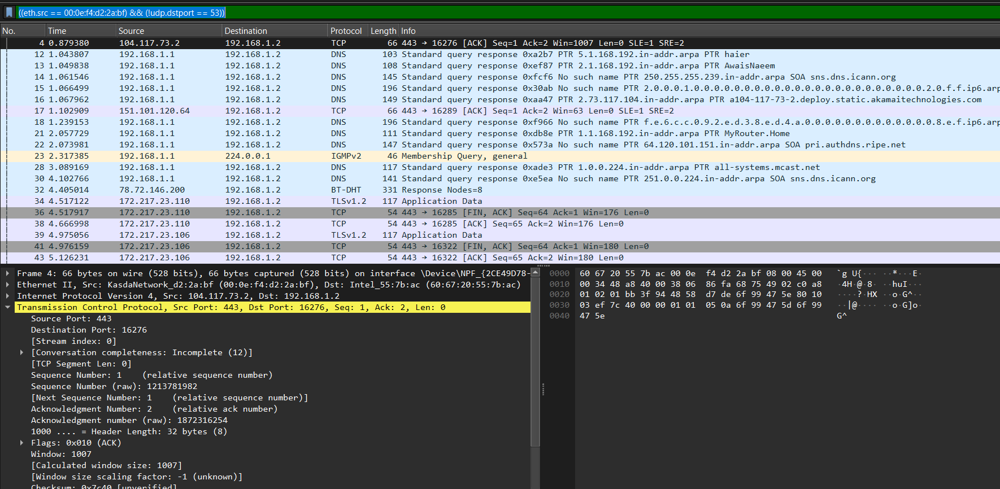 ((eth.src == 00:0e:f4:d2:2a:bf) && (!udp.dstport == 53))
No. Time Source Destination Protocol Length Info
4 0.879380 104.117.73.2 192.168.1.2 TCP 66 443 → 16276 [ACK] Seq=1 Ack=2 Win=1007 Len=0 SLE=1 SRE=2
12 1.043807 192.168.1.1 192.168.1.2 DNS 103 Standard query response 0xa2b7 PTR 5.1.168.192.in-addr.arpa PTR haier
13 1.049838 192.168.1.1 192.168.1.2 DNS 108 Standard query response 0xef87 PTR 2.1.168.192.in-addr.arpa PTR AwaisNaeem
14 1.061546 192.168.1.1 192.168.1.2 DNS 145 Standard query response 0xfcf6 No such name PTR 250.255.255.239.in-addr.arpa SOA sns.dns.icann.org
15 1.066499 192.168.1.1 192.168.1.2 DNS 196 Standard query response 0x30ab No such name PTR 2.0.0.0.1.0.0.0.0.0.0.0.0.0.0.0.0.0.0.0.0.0.0.0.0.0.0.0.2.0.f.f.ip6.arp
16 1.067962 192.168.1.1 192.168.1.2 DNS 149 Standard query response 0xaa47 PTR 2.73.117.104.in-addr.arpa PTR a104-117-73-2.deploy.static.akamaitechnologies.com
17 1.102909 151.101.120.64 192.168.1.2 TCP 66 443 → 16289 [ACK] Seq=1 Ack=2 Win=63 Len=0 SLE=1 SRE=2
18 1.239153 192.168.1.1 192.168.1.2 DNS 196 Standard query response 0xf966 No such name PTR f.e.6.c.c.0.9.2.e.d.3.8.e.d.4.a.0.0.0.0.0.0.0.0.0.0.0.0.0.8.e.f.ip6.arp
21 2.057729 192.168.1.1 192.168.1.2 DNS 111 Standard query response 0xdb8e PTR 1.1.168.192.in-addr.arpa PTR MyRouter.Home
22 2.073981 192.168.1.1 192.168.1.2 DNS 147 Standard query response 0x573a PTR 64.120.101.151.in-addr.arpa SOA pri.authdns.ripe.net
23 2.317385 192.168.1.1 224.0.0.1 IGMPv2 46 Membership Query, general
28 3.089169 192.168.1.1 192.168.1.2 DNS 117 Standard query response 0xade3 PTR 1.0.0.224.in-addr.arpa PTR all-systems.mcast.net
30 4.102766 192.168.1.1 192.168.1.2 DNS 141 Standard query response 0xe5ea No such name PTR 251.0.0.224.in-addr.arpa SOA sns.dns.icann.org
32 4.405014 78.72.146.200 192.168.1.2 BT-DHT 331 Response Nodes=8
34 4.517122 172.217.23.110 192.168.1.2 TLSv1.2 117 Application Data
36 4.517917 172.217.23.110 192.168.1.2 TCP 54 443 → 16285 [FIN, ACK] Seq=64 Ack=1 Win=176 Len=0
38 4.666998 172.217.23.110 192.168.1.2 TCP 54 443 → 16285 [ACK] Seq=65 Ack=2 Win=176 Len=0
39 4.975056 172.217.23.106 192.168.1.2 TLSv1.2 117 Application Data
41 4.976159 172.217.23.106 192.168.1.2 TCP 54 443 → 16322 [FIN, ACK] Seq=64 Ack=1 Win=180 Len=0
43 5.126231 172.217.23.106 192.168.1.2 TCP 54 443 → 16322 [ACK] Seq=65 Ack=2 Win=180 Len=0
Frame 4: 66 bytes on wire (528 bits), 66 bytes captured (528 bits) on interface \Device\NPF_{2CE49D78-
Ethernet II, Src: KasdaNetwork_d2:2a:bf (00:0e:f4:d2:2a:bf), Dst: Intel_55:7b:ac (60:67:20:55:7b:ac)
Internet Protocol Version 4, Src: 104.117.73.2, Dst: 192.168.1.2
Transmission Control Protocol, Src Port: 443, Dst Port: 16276, Seq: 1, Ack: 2, Len: 0
Source Port: 443
Destination Port: 16276
[Stream index: 0]
[Conversation completeness: Incomplete (12)]
[TCP Segment Len: 0]
Sequence Number: 1 (relative sequence number)
Sequence Number (raw): 1213781982
[Next Sequence Number: 1 (relative sequence number)]
Acknowledgment Number: 2 (relative ack number)
Acknowledgment number (raw): 1872316254
1000 .... = Header Length: 32 bytes (8)
Flags: 0x010 (ACK)
Window: 1007
[Calculated window size: 1007]
[Window size scaling factor: -1 (unknown)]
Checksum: 0x7c40 [unverified]
0000 60 67 20 55 7b ac 00 0e f4 d2 2a bf 08 00 45 00 `g U{··· ··*···E·
0010 00 34 48 a8 40 00 38 06 86 fa 68 75 49 02 c0 a8 ·4H·@·8· ··huI···
0020 01 02 01 bb 3f 94 48 58 d7 de 6f 99 47 5e 80 10 ····?·HX ··o·G^··
0030 03 ef 7c 40 00 00 01 01 05 0a 6f 99 47 5d 6f 99 ··|@···· ··o·G]o·
0040 47 5e G^